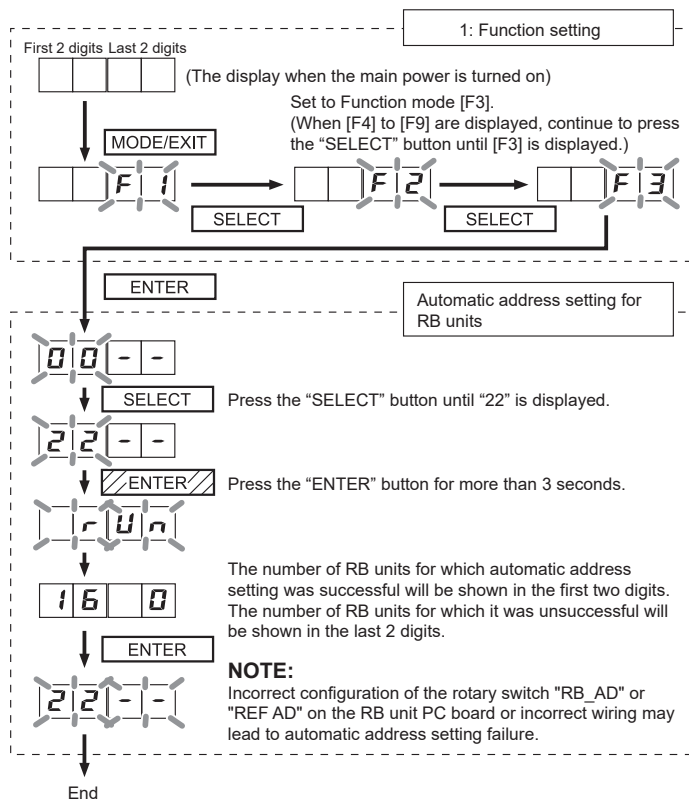 1: Function setting
First 2 digits Last 2 digits
(The display when the main power is turned on)
Set to Function mode [F3].
(When [F4] to [F9] are displayed, continue to press
the “SELECT” button until [F3] is displayed.)
MODE/EXIT
F 1
F 2
F 3
SELECT
SELECT
ENTER
Automatic address setting for
RB units
0 0 - -
SELECT
Press the “SELECT” button until “22” is displayed.
2 2 - -
ENTER
Press the “ENTER” button for more than 3 seconds.
r U n
The number of RB units for which automatic address
setting was successful will be shown in the first two digits.
The number of RB units for which it was unsuccessful will
be shown in the last 2 digits.
1 6 0
ENTER
NOTE:
Incorrect configuration of the rotary switch "RB_AD" or
"REF AD" on the RB unit PC board or incorrect wiring may
lead to automatic address setting failure.
2 2 - -
End